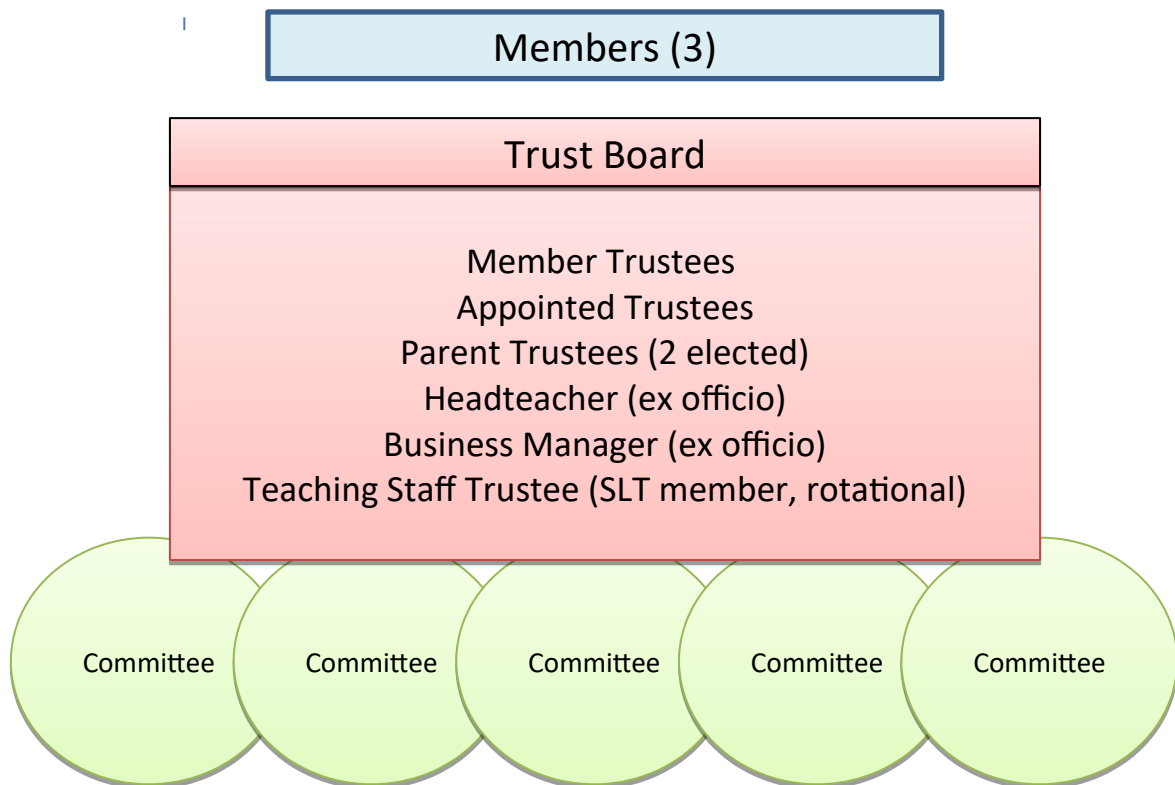 Members (3)
Trust Board
Member Trustees
Appointed Trustees
Parent Trustees (2 elected)
Headteacher (ex officio)
Business Manager (ex officio)
Teaching Staff Trustee (SLT member, rotational)
Committee
Committee
Committee
Committee
Committee